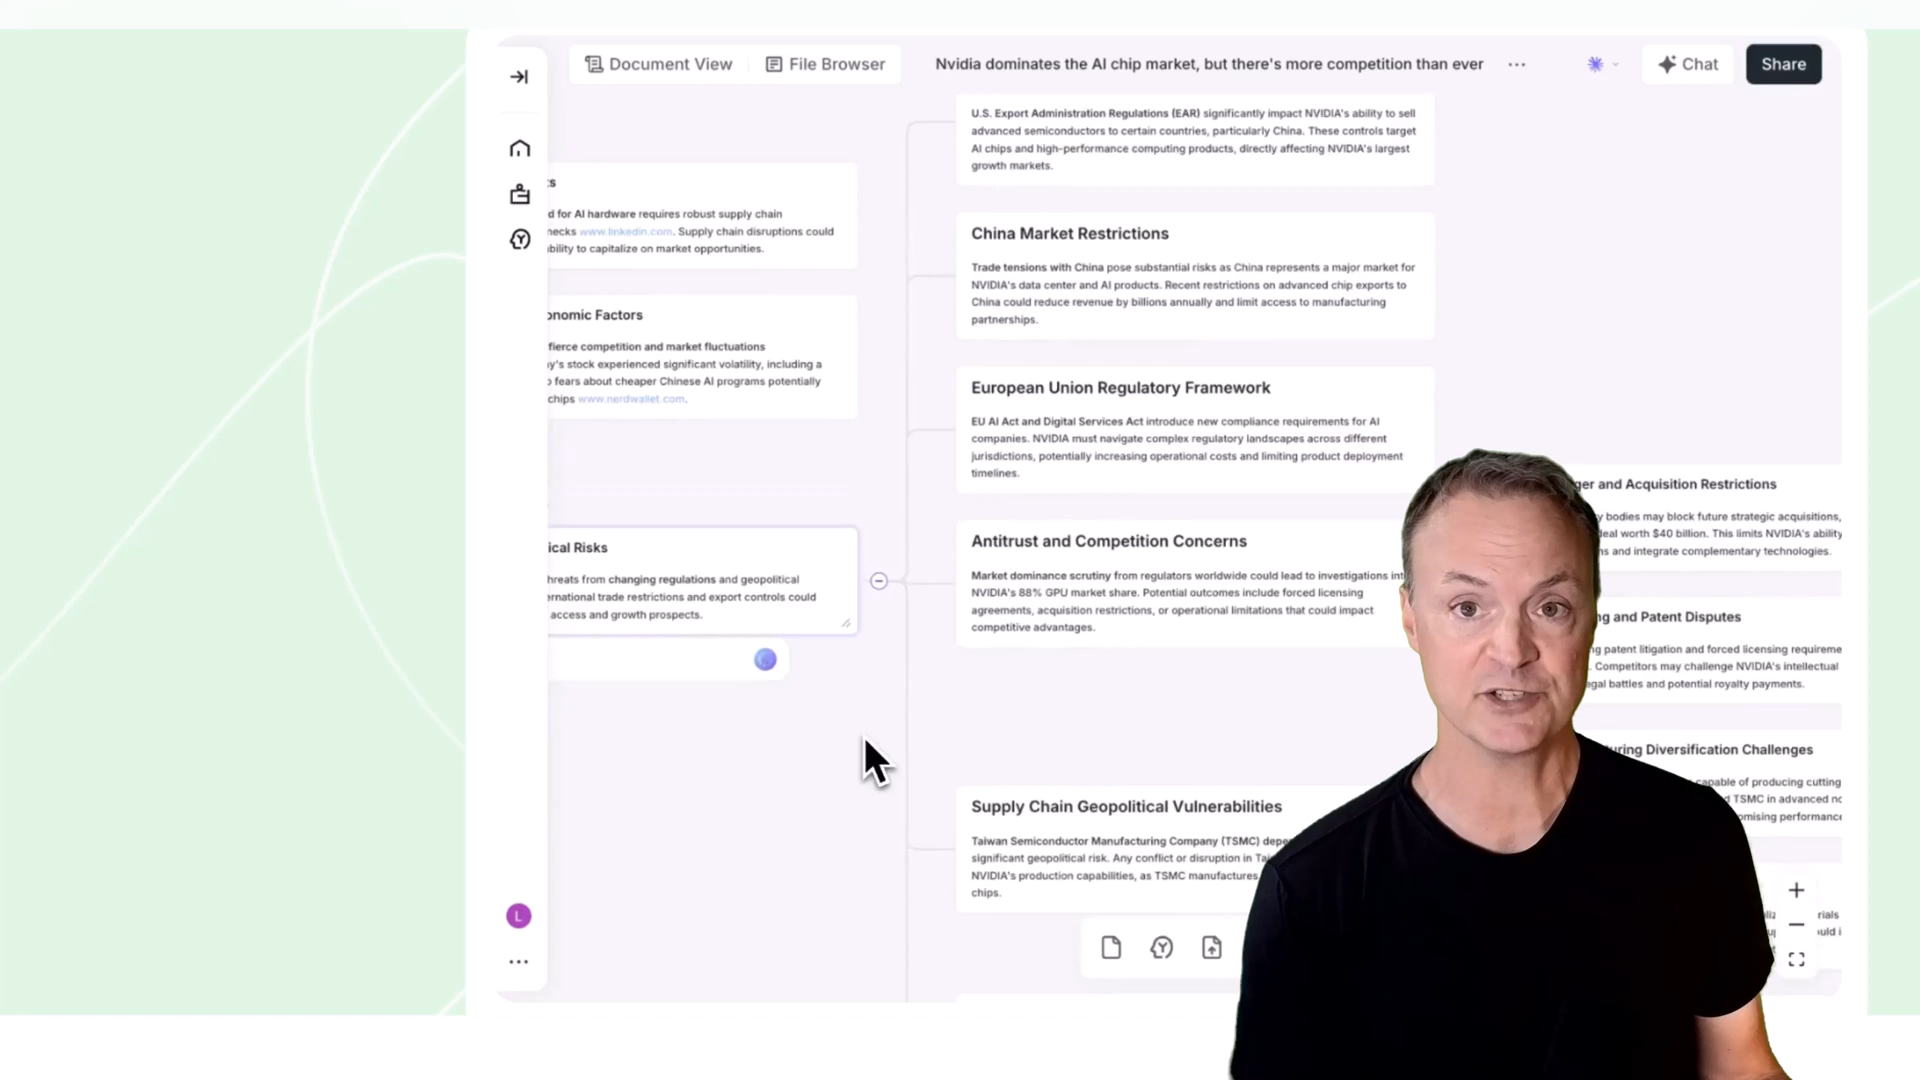 Document View
File Browser
Nvidia dominates the AI chip market, but there's more competition than ever
Chat
Share
d for AI hardware requires robust supply chain
www.linkedin.com. Supply chain disruptions could
to capitalize on market opportunities.
onomic Factors
fierce competition and market fluctuations
y's stock experienced significant volatility, including a
fears about cheaper Chinese AI programs potentially
chips www.nerdwallet.com.
ical Risks
hreats from changing regulations and geopolitical
ernational trade restrictions and export controls could
access and growth prospects.
U.S. Export Administration Regulations (EAR) significantly impact NVIDIA's ability to sell
advanced semiconductors to certain countries, particularly China. These controls target
AI chips and high-performance computing products, directly affecting NVIDIA's largest
growth markets.
China Market Restrictions
Trade tensions with China pose substantial risks as China represents a major market for
NVIDIA's data center and AI products. Recent restrictions on advanced chip exports to
China could reduce revenue by billions annually and limit access to manufacturing
partnerships.
European Union Regulatory Framework
EU AI Act and Digital Services Act introduce new compliance requirements for AI
companies. NVIDIA must navigate complex regulatory landscapes across different
jurisdictions, potentially increasing operational costs and limiting product deployment
timelines.
Antitrust and Competition Concerns
Market dominance scrutiny from regulators worldwide could lead to investigations int
NVIDIA's 88% GPU market share. Potential outcomes include forced licensing
agreements, acquisition restrictions, or operational limitations that could impact
competitive advantages.
Supply Chain Geopolitical Vulnerabilities
Taiwan Semiconductor Manufacturing Company (TSMC) depe
significant geopolitical risk. Any conflict or disruption in Tai
NVIDIA's production capabilities, as TSMC manufactures
chips.
ger and Acquisition Restrictions
y bodies may block future strategic acquisitions,
deal worth $40 billion. This limits NVIDIA's ability
and integrate complementary technologies.
ng and Patent Disputes
ng patent litigation and forced licensing requireme
Competitors may challenge NVIDIA's intellectual
egal battles and potential royalty payments.
uring Diversification Challenges
capable of producing cutting
TSMC in advanced
omising performance
rials
L